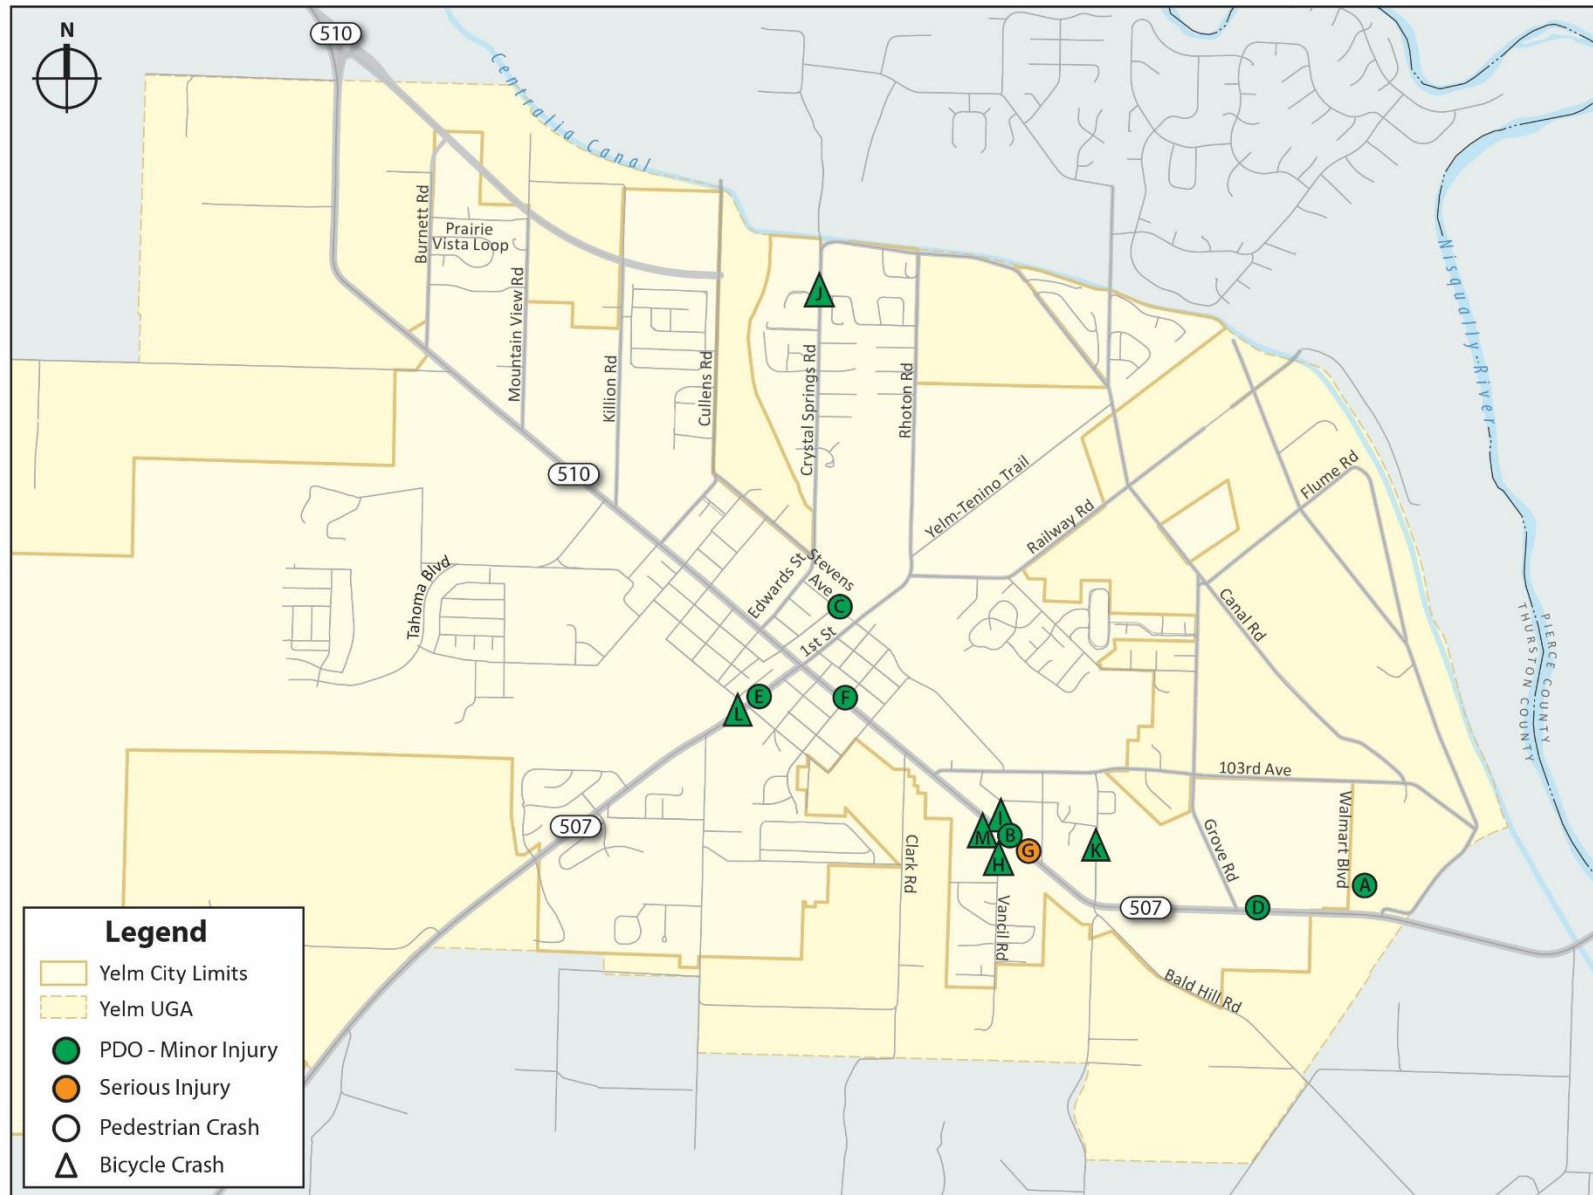 N
510
Centralia Canal
Burnett Rd
Prairie
Vista Loop
Mountain View Rd
Killion Rd
Cullens Rd
J
Crystal Springs Rd
Rhoton Rd
Nisqually River
510
Yelm-Tenino Trail
Railway Rd
Flume Rd
Tahoma Blvd
Edwards St
Stevens
Ave
C
1st St
Canal Rd
PIERCE COUNTY
THURSTON COUNTY
E
L
F
103rd Ave
507
Clark Rd
I
M
B
G
H
K
Vancil Rd
Grove Rd
Walmart Blvd
A
507
D
Bald Hill Rd
Legend
Yelm City Limits
Yelm UGA
PDO - Minor Injury
Serious Injury
Pedestrian Crash
Bicycle Crash